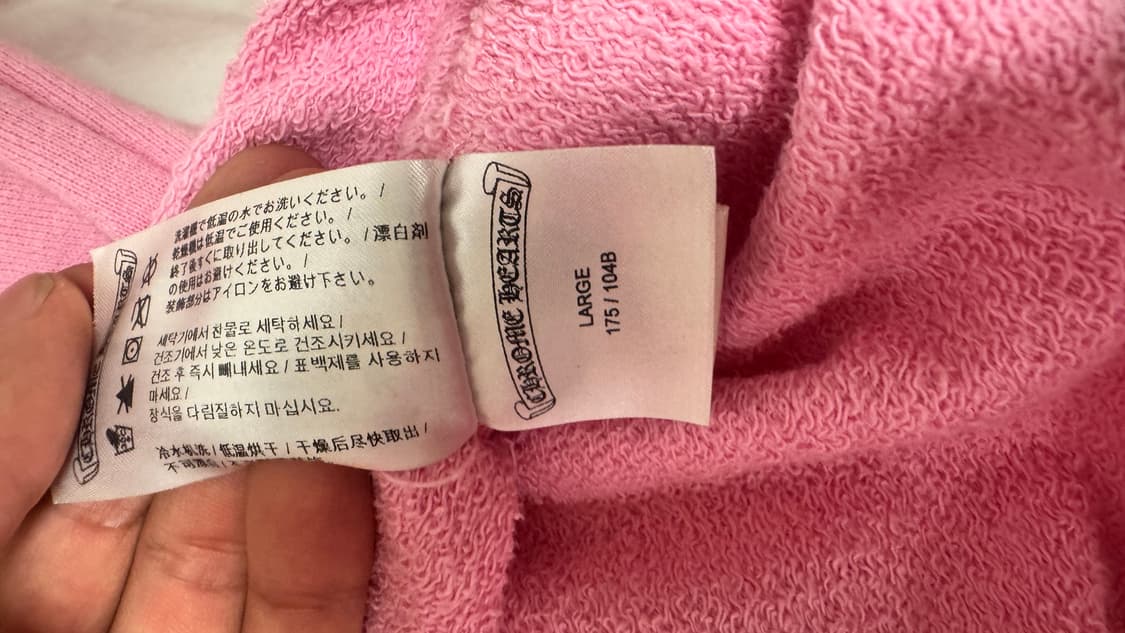 洗濯機で低温の水でお洗いください。 /
乾燥機は低温でご使用ください。 /
終了後すぐに取り出してください。 / 漂白剤
の使用はお避けください。 /
装飾部分はアイロンをお避け下さい。
세탁기에서 찬물로 세탁하세요 /
건조기에서 낮은 온도로 건조시키세요 /
건조 후 즉시 빼내세요 / 표백제를 사용하지
마세요 /
장식을 다림질하지 마십시요.
冷水机洗 / 低温烘干 / 干燥后尽快取出 /
CHROME HEARTS
LARGE
175 / 104B
CHROME